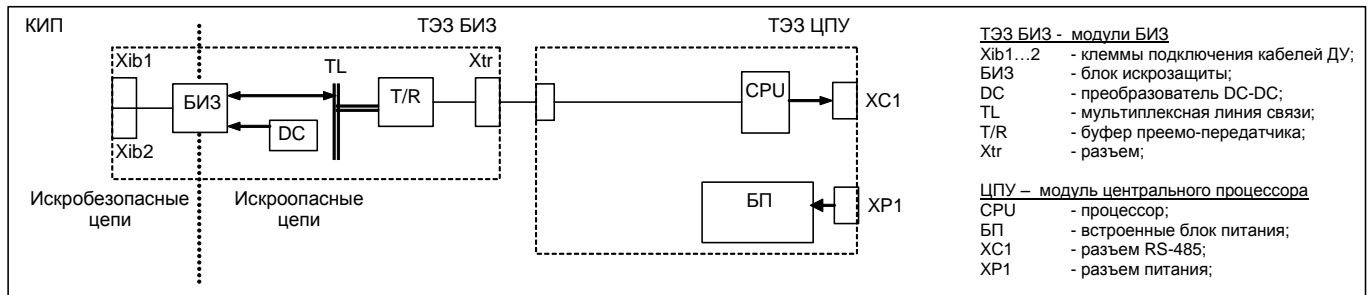 КИП
ТЭЗ БИЗ
ТЭЗ ЦПУ
Xib1
TL
Xtr
БИЗ
T/R
CPU
XC1
DC
Xib2
Искробезопасные
цепи
Искроопасные
цепи
БП
XP1
ТЭЗ БИЗ - модули БИЗ
Xib1...2 - клеммы подключения кабелей ДУ;
БИЗ - блок искрозащиты;
DC - преобразователь DC-DC;
TL - мультиплексная линия связи;
T/R - буфер преемо-передатчика;
Xtr - разъем;
ЦПУ – модуль центрального процессора
CPU - процессор;
БП - встроенные блок питания;
XC1 - разъем RS-485;
XP1 - разъем питания;